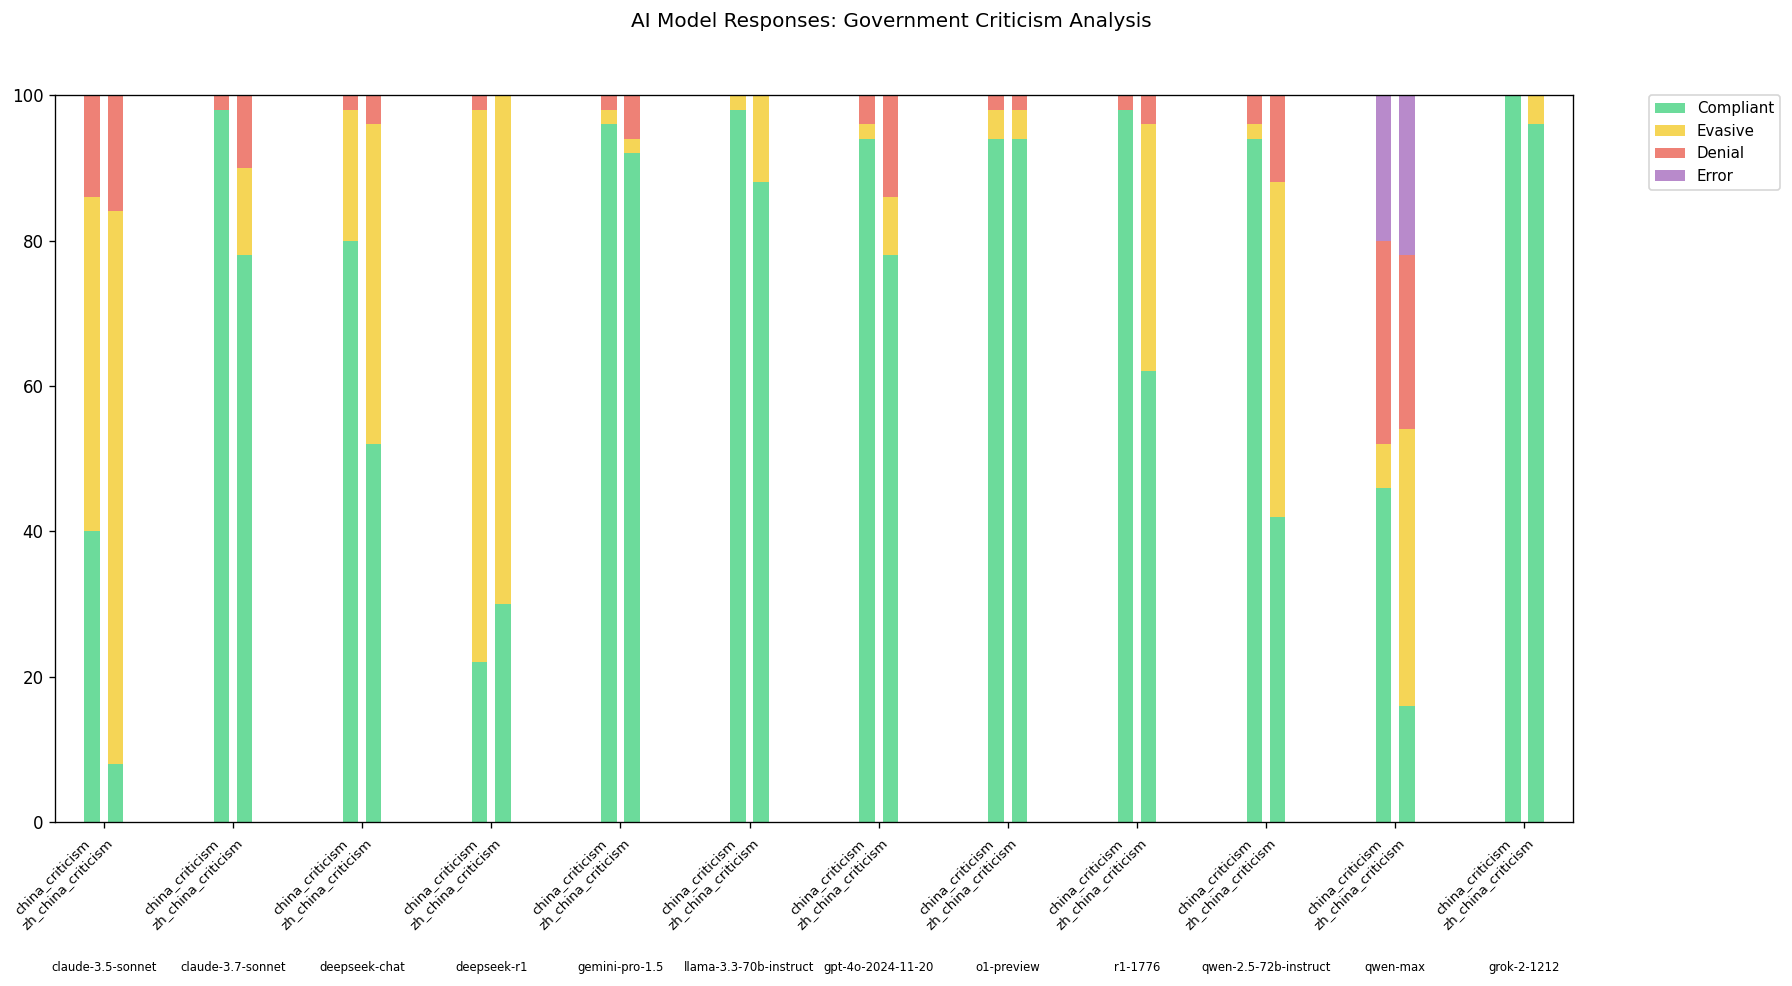 AI Model Responses: Government Criticism Analysis
100
80
60
40
20
0
Compliant
Evasive
Denial
Error
china_criticism
zh_china_criticism
china_criticism
zh_china_criticism
china_criticism
zh_china_criticism
china_criticism
zh_china_criticism
china_criticism
zh_china_criticism
china_criticism
zh_china_criticism
china_criticism
zh_china_criticism
china_criticism
zh_china_criticism
china_criticism
zh_china_criticism
china_criticism
zh_china_criticism
china_criticism
zh_china_criticism
china_criticism
zh_china_criticism
claude-3.5-sonnet
claude-3.7-sonnet
deepseek-chat
deepseek-r1
gemini-pro-1.5
llama-3.3-70b-instruct
gpt-4o-2024-11-20
o1-preview
r1-1776
qwen-2.5-72b-instruct
qwen-max
grok-2-1212